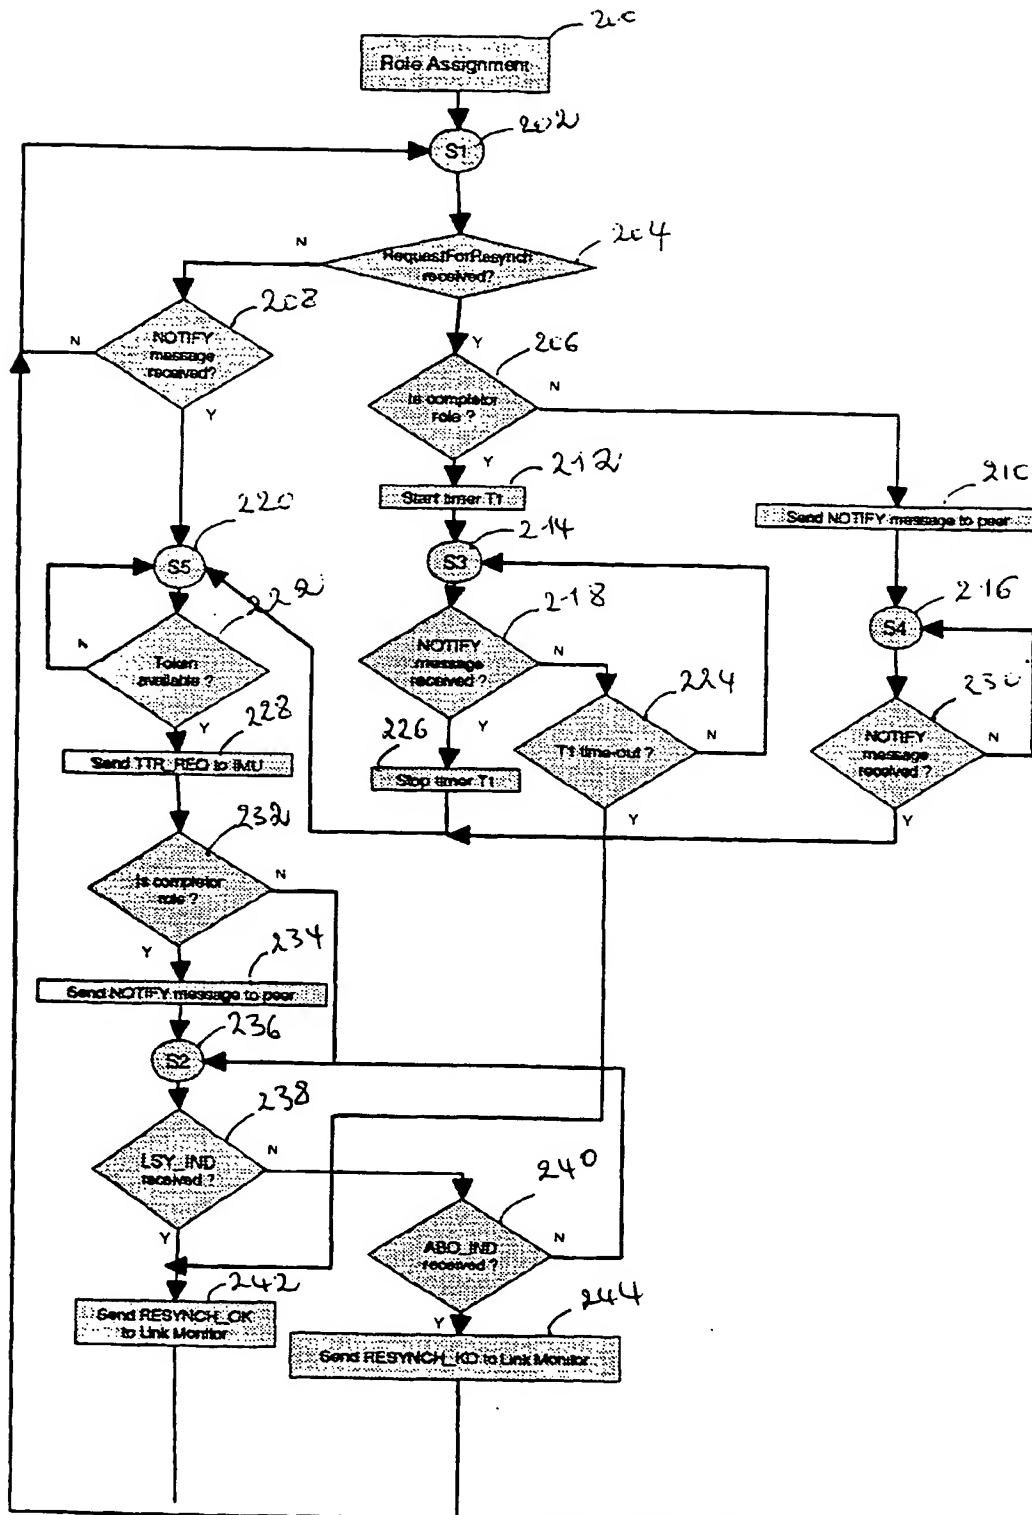 200
Role Assignment
202
S1
204
N
RequestForResynch
received?
208
Y
206
N
NOTIFY
message
received?
Is completor
role ?
N
Y
Y
212
Start timer T1
210
Send NOTIFY message to peer
220
214
S5
S3
222
218
216
S4
NOTIFY
message
received ?
N
Token
available ?
224
230
Y
228
226
Y
T1 time-out ?
N
NOTIFY
message
received ?
N
Send TTR_REQ to IMU
Stop timer T1
Y
Y
232
Is completor
role ?
N
Y
234
Send NOTIFY message to peer
236
S2
238
LSY_IND
received ?
N
240
Y
ABO_IND
received ?
N
242
244
Send RESYNCH_OK
to Link Monitor
Y
Send RESYNCH_KO to Link Monitor